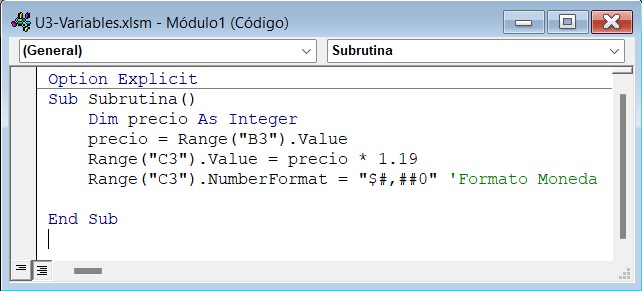 U3-Variables.xlsm - Módulo1 (Código)
(General) Subrutina
Option Explicit
Sub Subrutina()
    Dim precio As Integer
    precio = Range("B3").Value
    Range("C3").Value = precio * 1.19
    Range("C3").NumberFormat = "$#,##0" 'Formato Moneda
End Sub